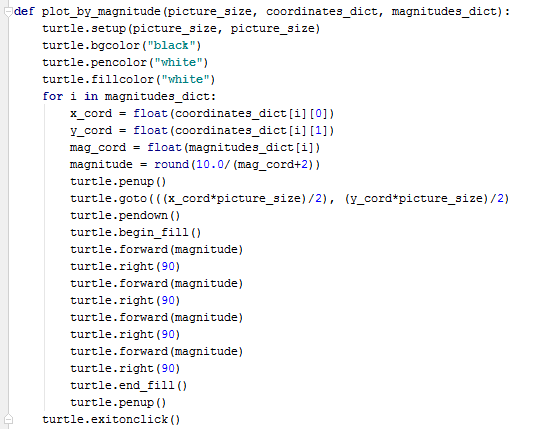 def plot_by_magnitude(picture_size, coordinates_dict, magnitudes_dict):
    turtle.setup(picture_size, picture_size)
    turtle.bgcolor("black")
    turtle.pencolor("white")
    turtle.fillcolor("white")
    for i in magnitudes_dict:
        x_cord = float(coordinates_dict[i][0])
        y_cord = float(coordinates_dict[i][1])
        mag_cord = float(magnitudes_dict[i])
        magnitude = round(10.0/(mag_cord+2))
        turtle.penup()
        turtle.goto(((x_cord*picture_size)/2), (y_cord*picture_size)/2)
        turtle.pendown()
        turtle.begin_fill()
        turtle.forward(magnitude)
        turtle.right(90)
        turtle.forward(magnitude)
        turtle.right(90)
        turtle.forward(magnitude)
        turtle.right(90)
        turtle.forward(magnitude)
        turtle.right(90)
        turtle.end_fill()
        turtle.penup()
    turtle.exitonclick()